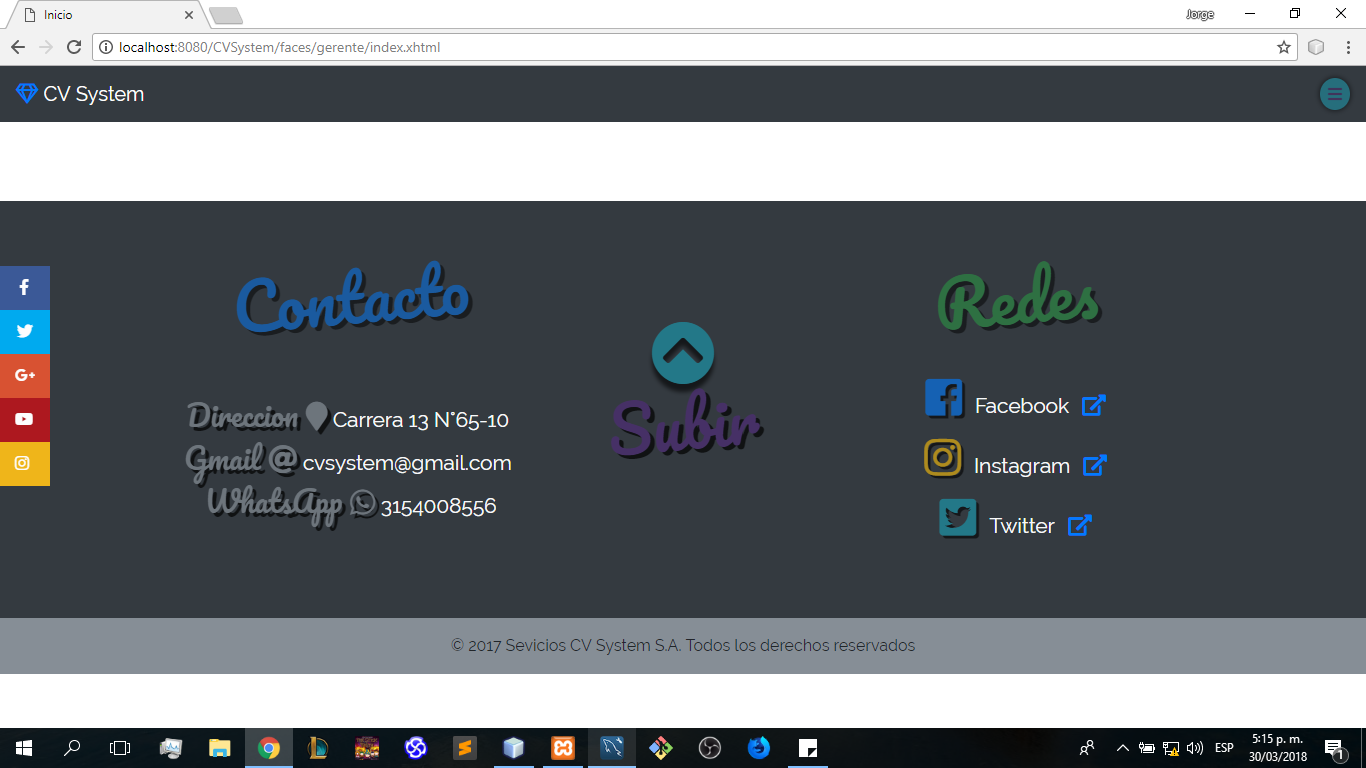 Inicio
Jorge
localhost:8080/CVSystem/faces/gerente/index.xhtml
CV System
Contacto
Direccion Carrera 13 N°65-10
Gmail @ cvsystem@gmail.com
WhatsApp 3154008556
Subir
Redes
Facebook
Instagram
Twitter
© 2017 Sevicios CV System S.A. Todos los derechos reservados
ESP
5:15 p. m.
30/03/2018
1